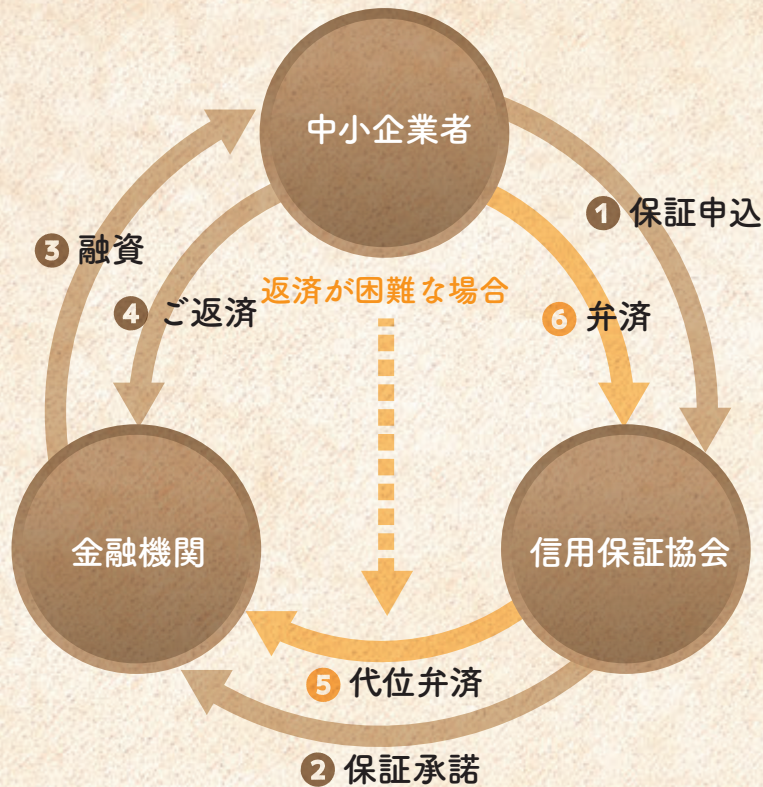 中小企業者
❶ 保証申込
❸ 融資
返済が困難な場合
❹ ご返済
❻ 弁済
金融機関
信用保証協会
❺ 代位弁済
❷ 保証承諾